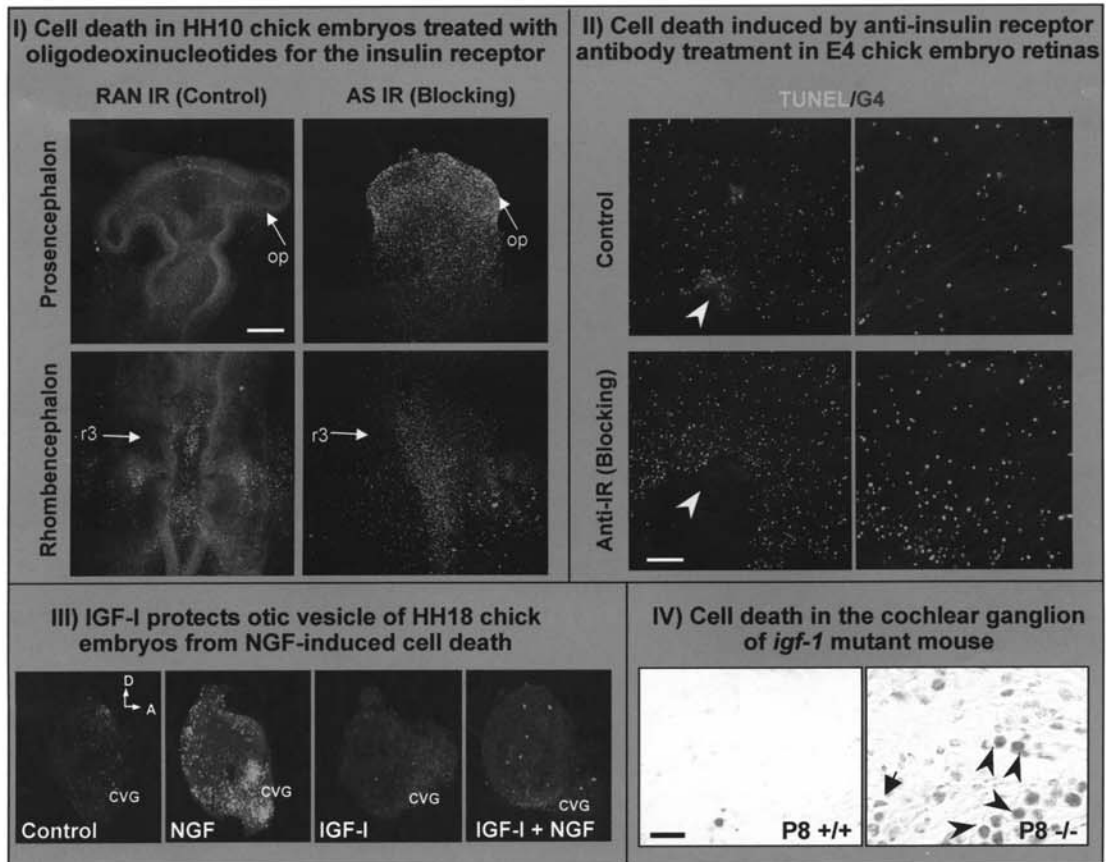 I) Cell death in HH10 chick embryos treated with
oligodeoxinucleotides for the insulin receptor
RAN IR (Control)
AS IR (Blocking)
Prosencephalon
op
op
Rhombencephalon
r3
r3
II) Cell death induced by anti-insulin receptor
antibody treatment in E4 chick embryo retinas
TUNEL/G4
Control
Anti-IR (Blocking)
III) IGF-I protects otic vesicle of HH18 chick
embryos from NGF-induced cell death
D
A
CVG
Control
CVG
NGF
CVG
IGF-I
CVG
IGF-I + NGF
IV) Cell death in the cochlear ganglion
of igf-1 mutant mouse
P8 +/+
P8 -/-